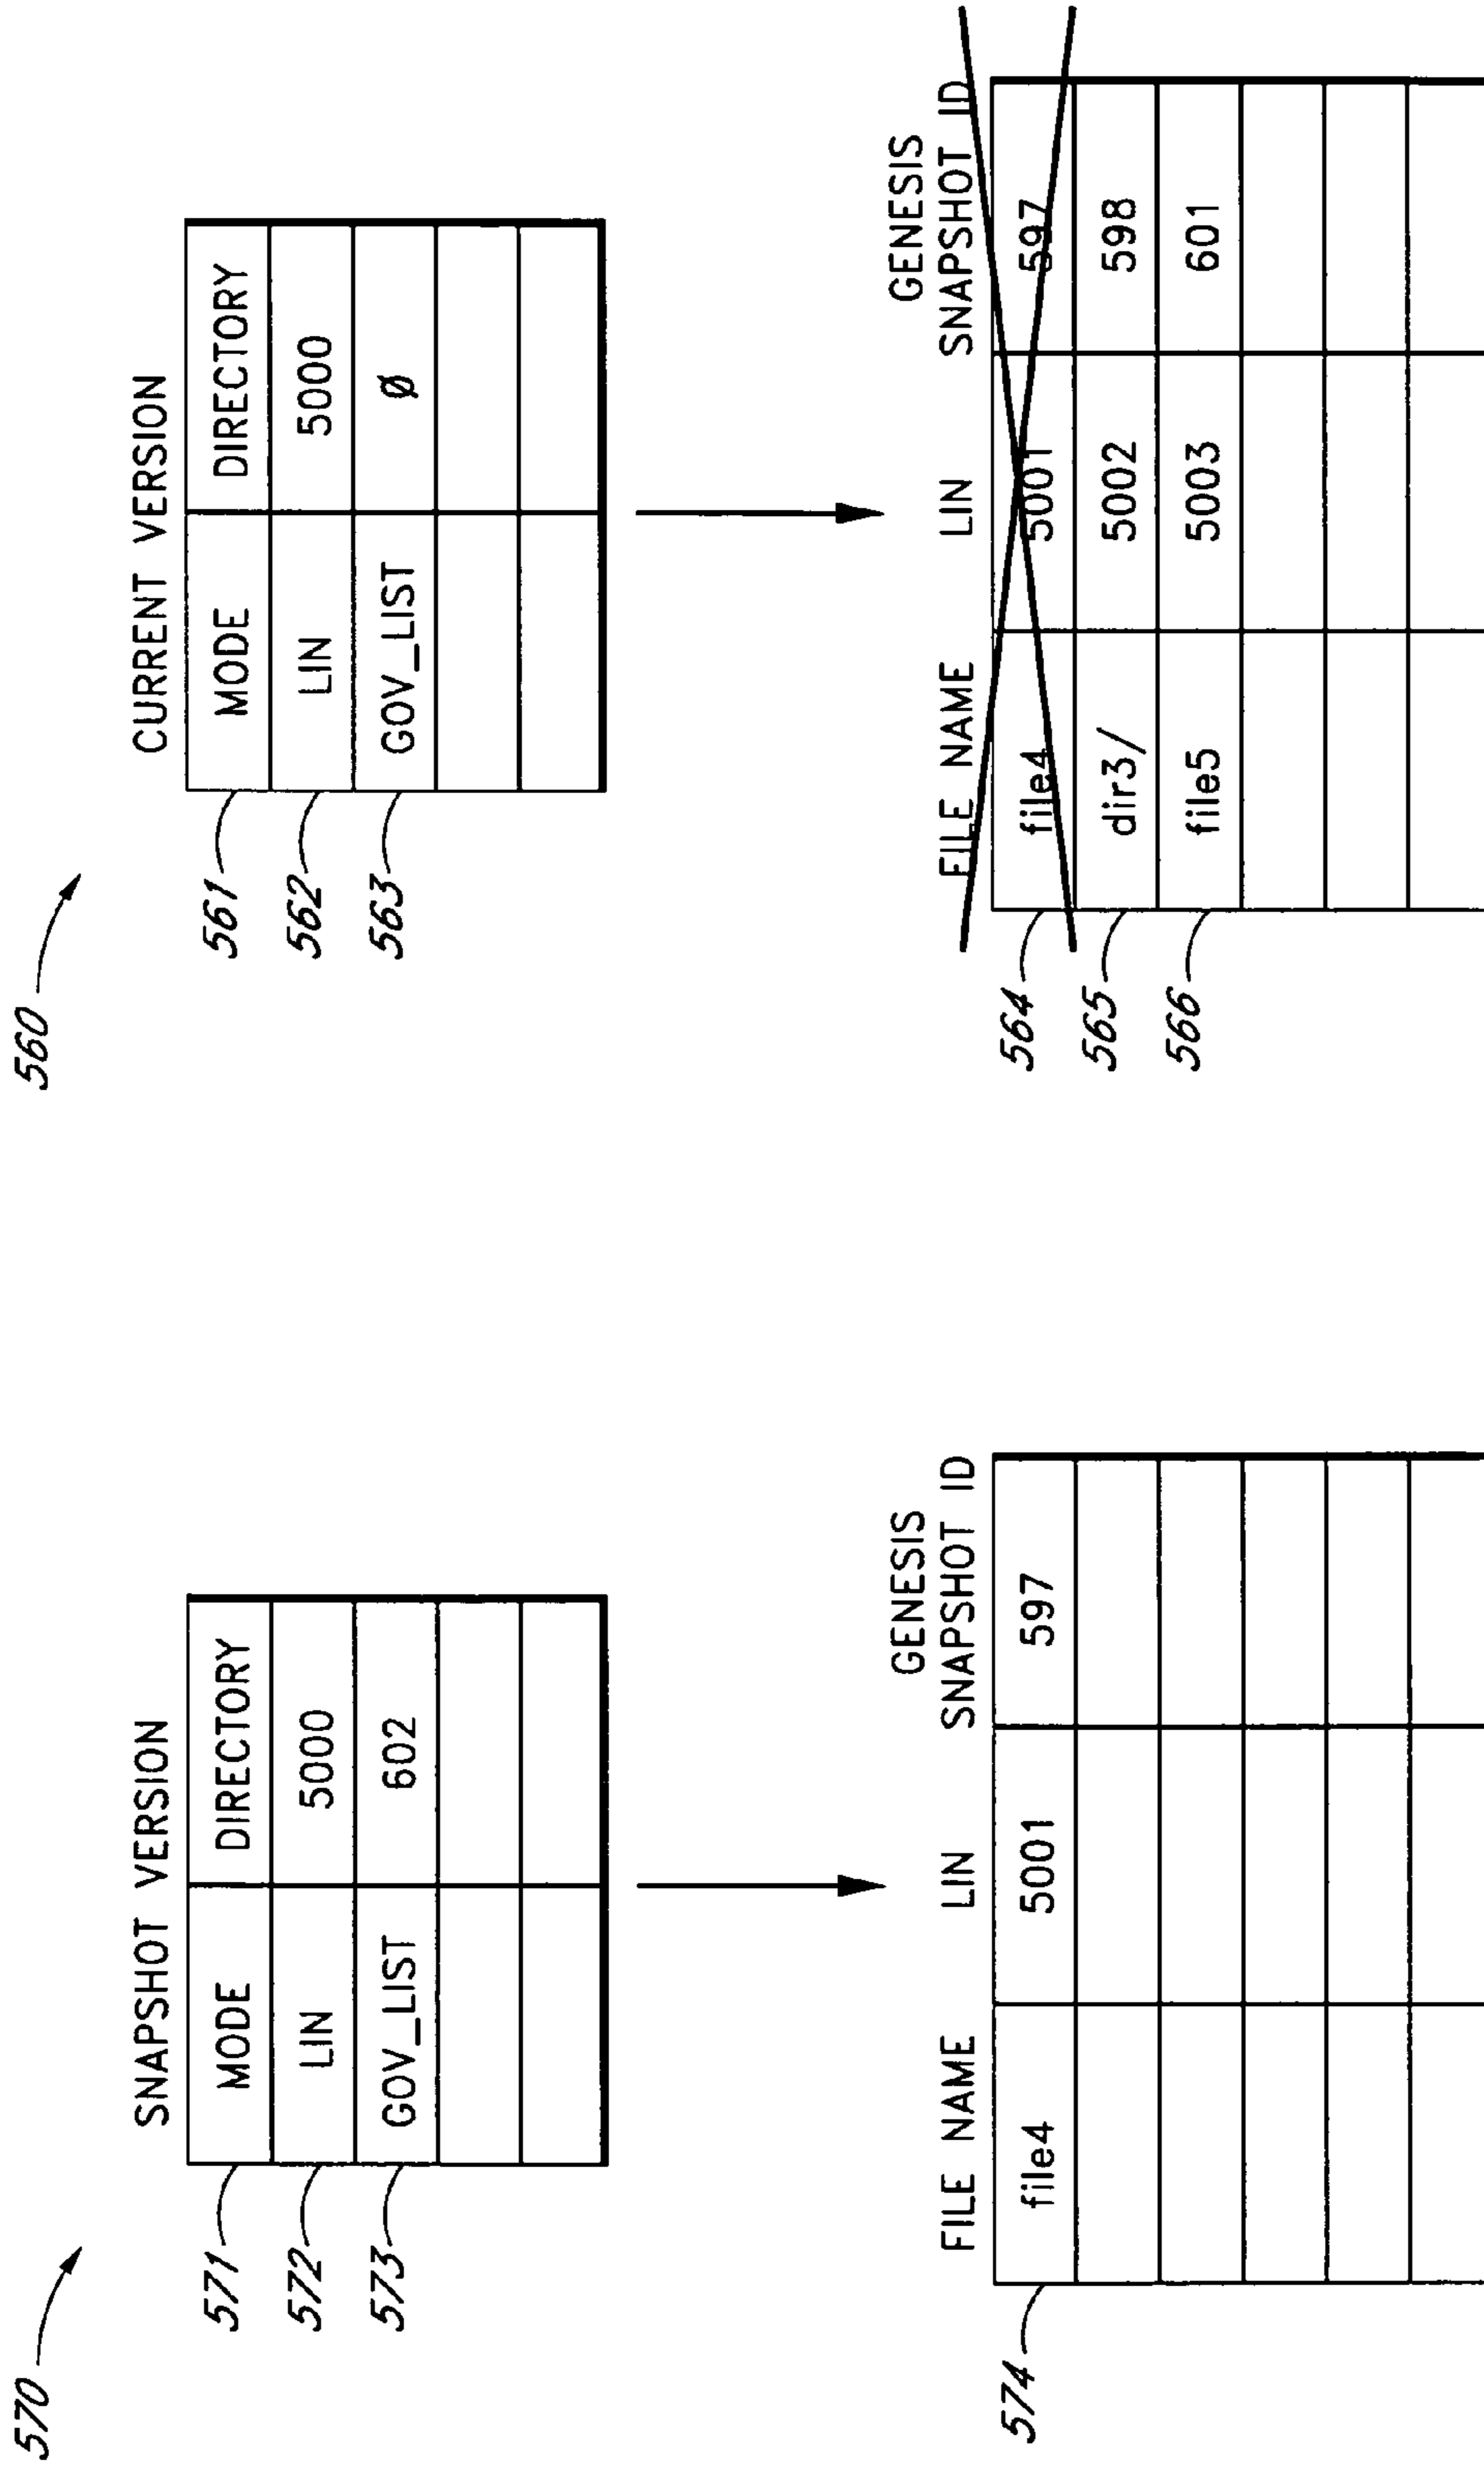 570
SNAPSHOT VERSION
571 MODE DIRECTORY
572 LIN 5000
573 GOV_LIST 602
GENESIS
FILE NAME LIN SNAPSHOT ID
574 file4 5001 597
560
CURRENT VERSION
561 MODE DIRECTORY
562 LIN 5000
563 GOV_LIST Ø
GENESIS
FILE NAME LIN SNAPSHOT ID
564 file4 5001 597
565 dir3/ 5002 598
566 file5 5003 601